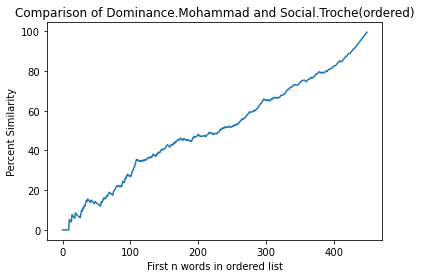 Comparison of Dominance.Mohammad and Social.Troche(ordered)
100
80
60
40
20
0
Percent Similarity
0 100 200 300 400
First n words in ordered list